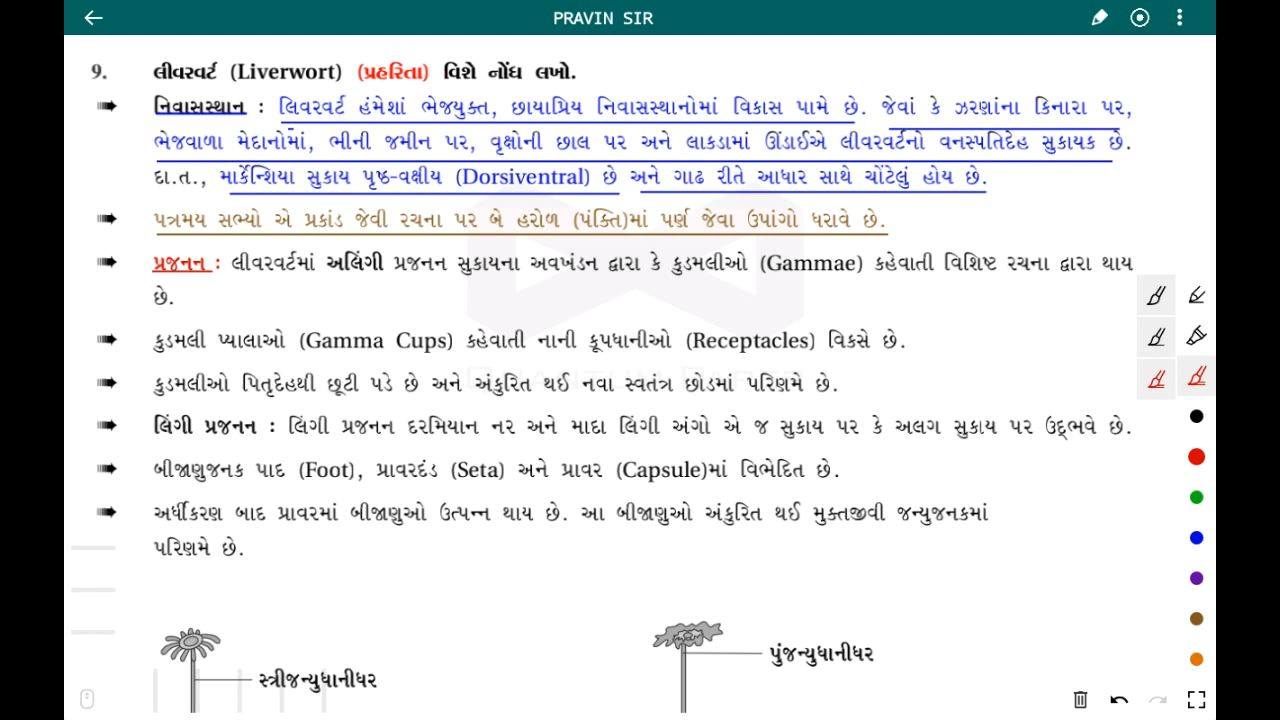 PRAVIN SIR
9. લીવરવર્ટ (Liverwort) (પ્રહરિતા) વિશે નોંધ લખો.
નિવાસસ્થાન : લિવરવર્ટ હંમેશાં ભેજયુક્ત, છાયાપ્રિય નિવાસસ્થાનોમાં વિકાસ પામે છે. જેવાં કે ઝરણાંના કિનારા પર,
ભેજવાળા મેદાનોમાં, ભીની જમીન પર, વૃક્ષોની છાલ પર અને લાકડામાં ઊંડાઈએ લીવરવર્ટનો વનસ્પતિદેહ સુકાયક છે.
દા.ત., માર્કેન્શિયા સુકાય પૃષ્ઠ-વક્ષીય (Dorsiventral) છે અને ગાઢ રીતે આધાર સાથે ચોંટેલું હોય છે.
પત્રમય સભ્યો એ પ્રકાંડ જેવી રચના પર બે હરોળ (પંક્તિ)માં પર્ણ જેવા ઉપાંગો ધરાવે છે.
પ્રજનન : લીવરવર્ટમાં અલિંગી પ્રજનન સુકાયના અવખંડન દ્વારા કે કુડમલીઓ (Gammae) કહેવાતી વિશિષ્ટ રચના દ્વારા થાય
છે.
કુડમલી પ્યાલાઓ (Gamma Cups) કહેવાતી નાની કૂપધાનીઓ (Receptacles) વિકસે છે.
કુડમલીઓ પિતૃદેહથી છૂટી પડે છે અને અંકુરિત થઈ નવા સ્વતંત્ર છોડમાં પરિણમે છે.
લિંગી પ્રજનન : લિંગી પ્રજનન દરમિયાન નર અને માદા લિંગી અંગો એ જ સુકાય પર કે અલગ સુકાય પર ઉદ્ભવે છે.
બીજાણુજનક પાદ (Foot), પ્રાવરદંડ (Seta) અને પ્રાવર (Capsule)માં વિભેદિત છે.
અર્ધીકરણ બાદ પ્રાવરમાં બીજાણુઓ ઉત્પન્ન થાય છે. આ બીજાણુઓ અંકુરિત થઈ મુક્તજીવી જન્યુજનકમાં
પરિણમે છે.
પુંજન્યુધાનીધર
સ્ત્રીજન્યુધાનીધર